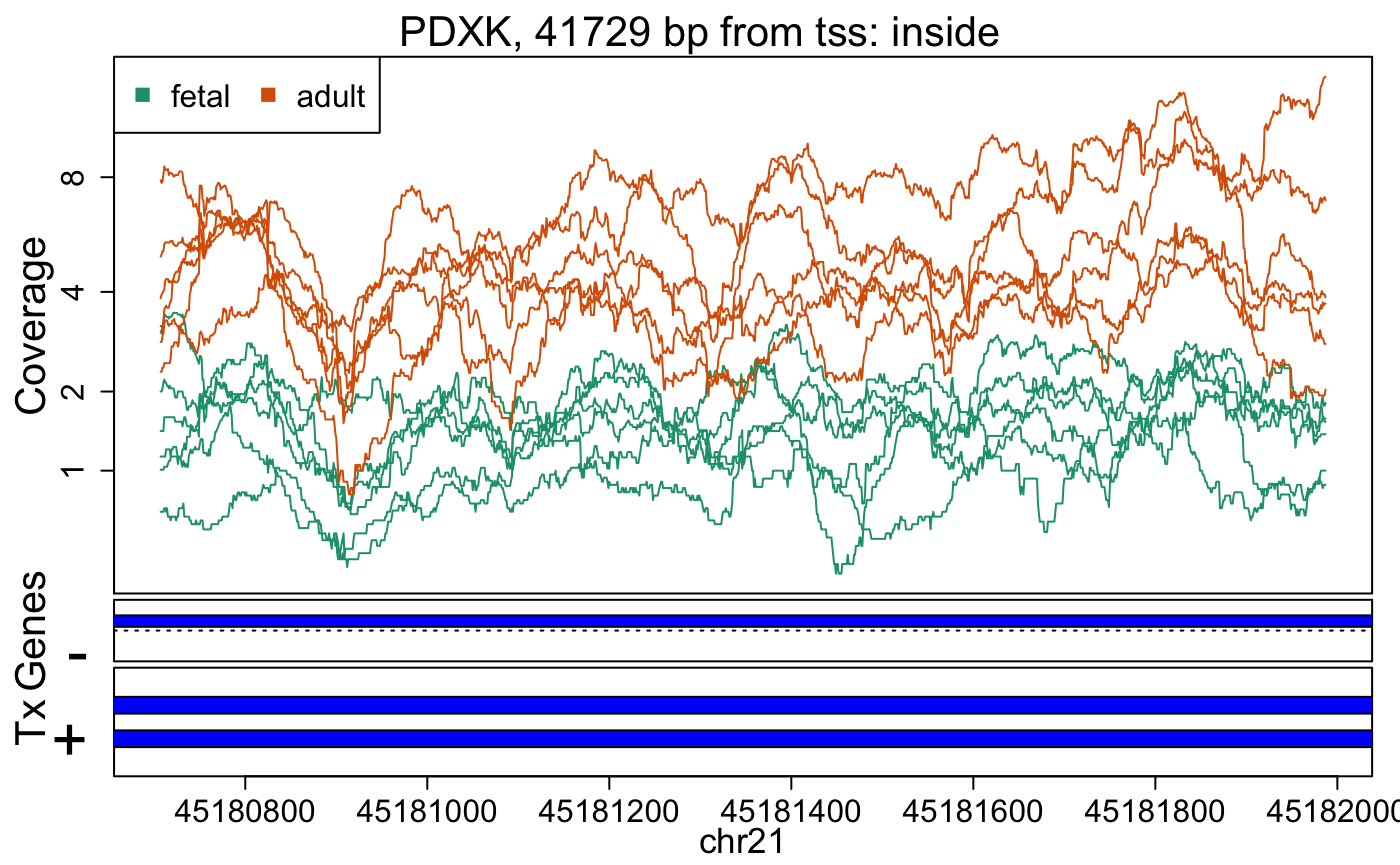 PDXK, 41729 bp from tss: inside
fetal adult
Coverage
8
4
2
1
Genes
-
Tx
+
45180800 45181000 45181200 45181400 45181600 45181800 45182000
chr21